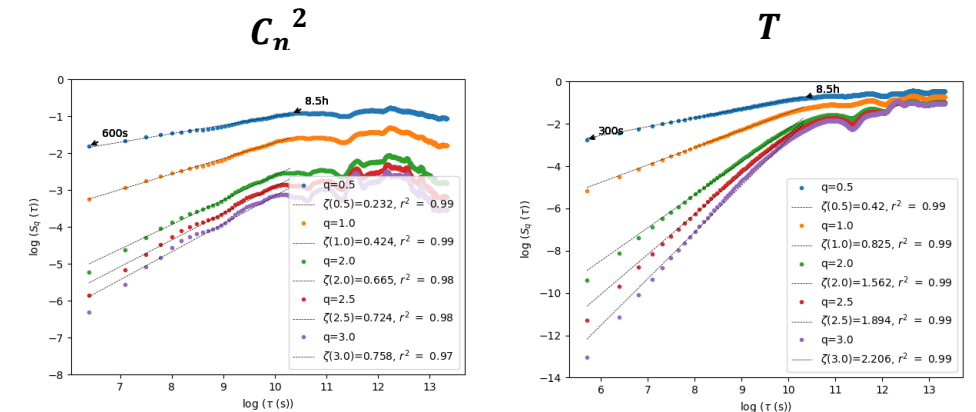 Cₙ²
T
0
−1
−2
−3
−4
−5
−6
−7
−8
log (Sq (τ))
600s
8.5h
q=0.5
ζ(0.5)=0.232, r² = 0.99
q=1.0
ζ(1.0)=0.424, r² = 0.99
q=2.0
ζ(2.0)=0.665, r² = 0.98
q=2.5
ζ(2.5)=0.724, r² = 0.98
q=3.0
ζ(3.0)=0.758, r² = 0.97
7 8 9 10 11 12 13
log (τ (s))
0
−2
−4
−6
−8
−10
−12
−14
log (Sq (τ))
300s
8.5h
q=0.5
ζ(0.5)=0.42, r² = 0.99
q=1.0
ζ(1.0)=0.825, r² = 0.99
q=2.0
ζ(2.0)=1.562, r² = 0.99
q=2.5
ζ(2.5)=1.894, r² = 0.99
q=3.0
ζ(3.0)=2.206, r² = 0.99
6 7 8 9 10 11 12 13
log (τ (s))